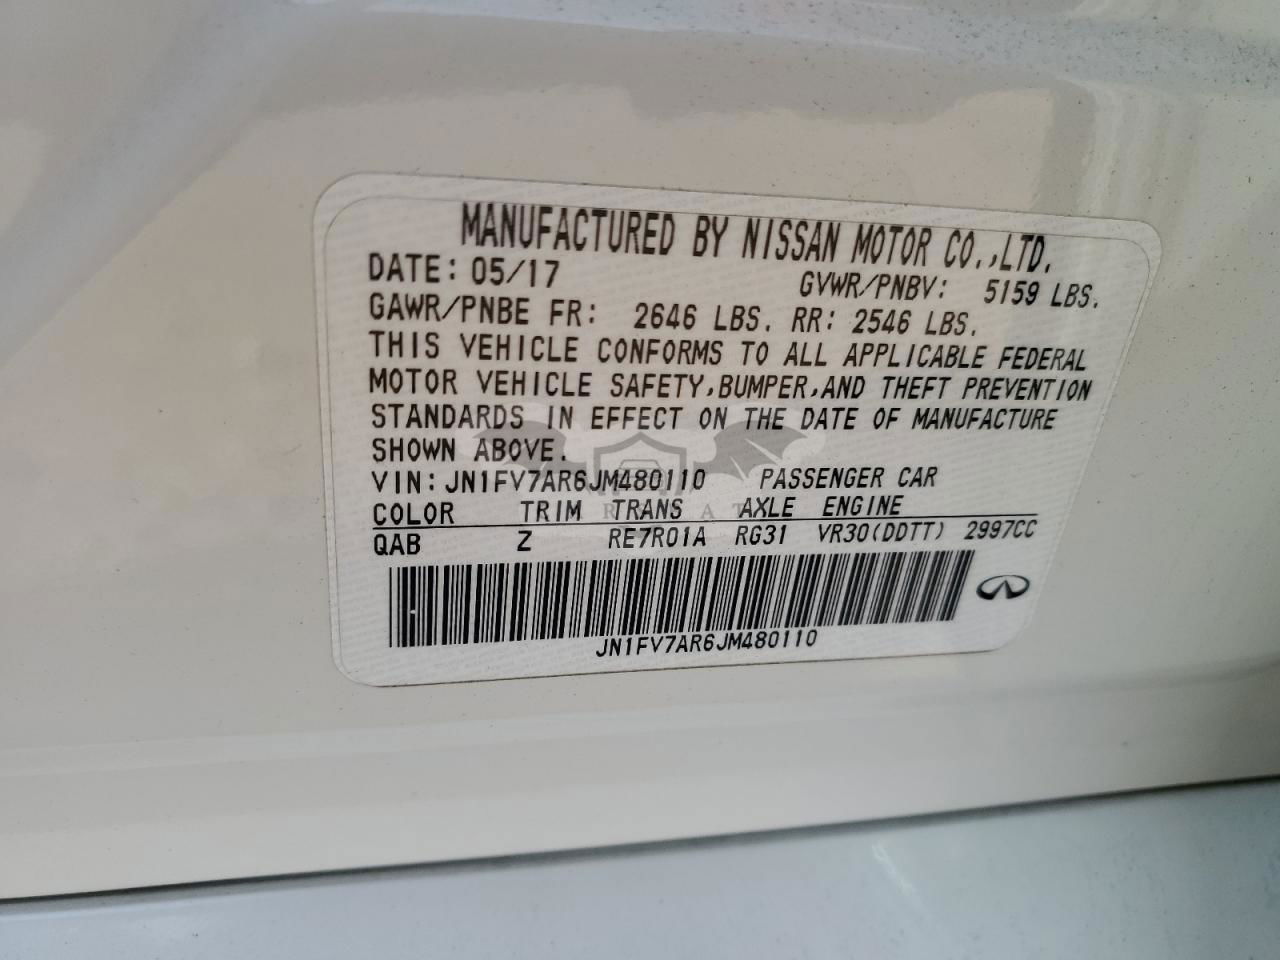 MANUFACTURED BY NISSAN MOTOR CO.,LTD.
DATE: 05/17 GVWR/PNBV: 5159 LBS.
GAWR/PNBE FR: 2646 LBS. RR: 2546 LBS.
THIS VEHICLE CONFORMS TO ALL APPLICABLE FEDERAL
MOTOR VEHICLE SAFETY,BUMPER,AND THEFT PREVENTION
STANDARDS IN EFFECT ON THE DATE OF MANUFACTURE
SHOWN ABOVE.
VIN:JN1FV7AR6JM480110 PASSENGER CAR
COLOR TRIM TRANS AXLE ENGINE
QAB Z RE7R01A RG31 VR30(DDTT) 2997CC
JN1FV7AR6JM480110